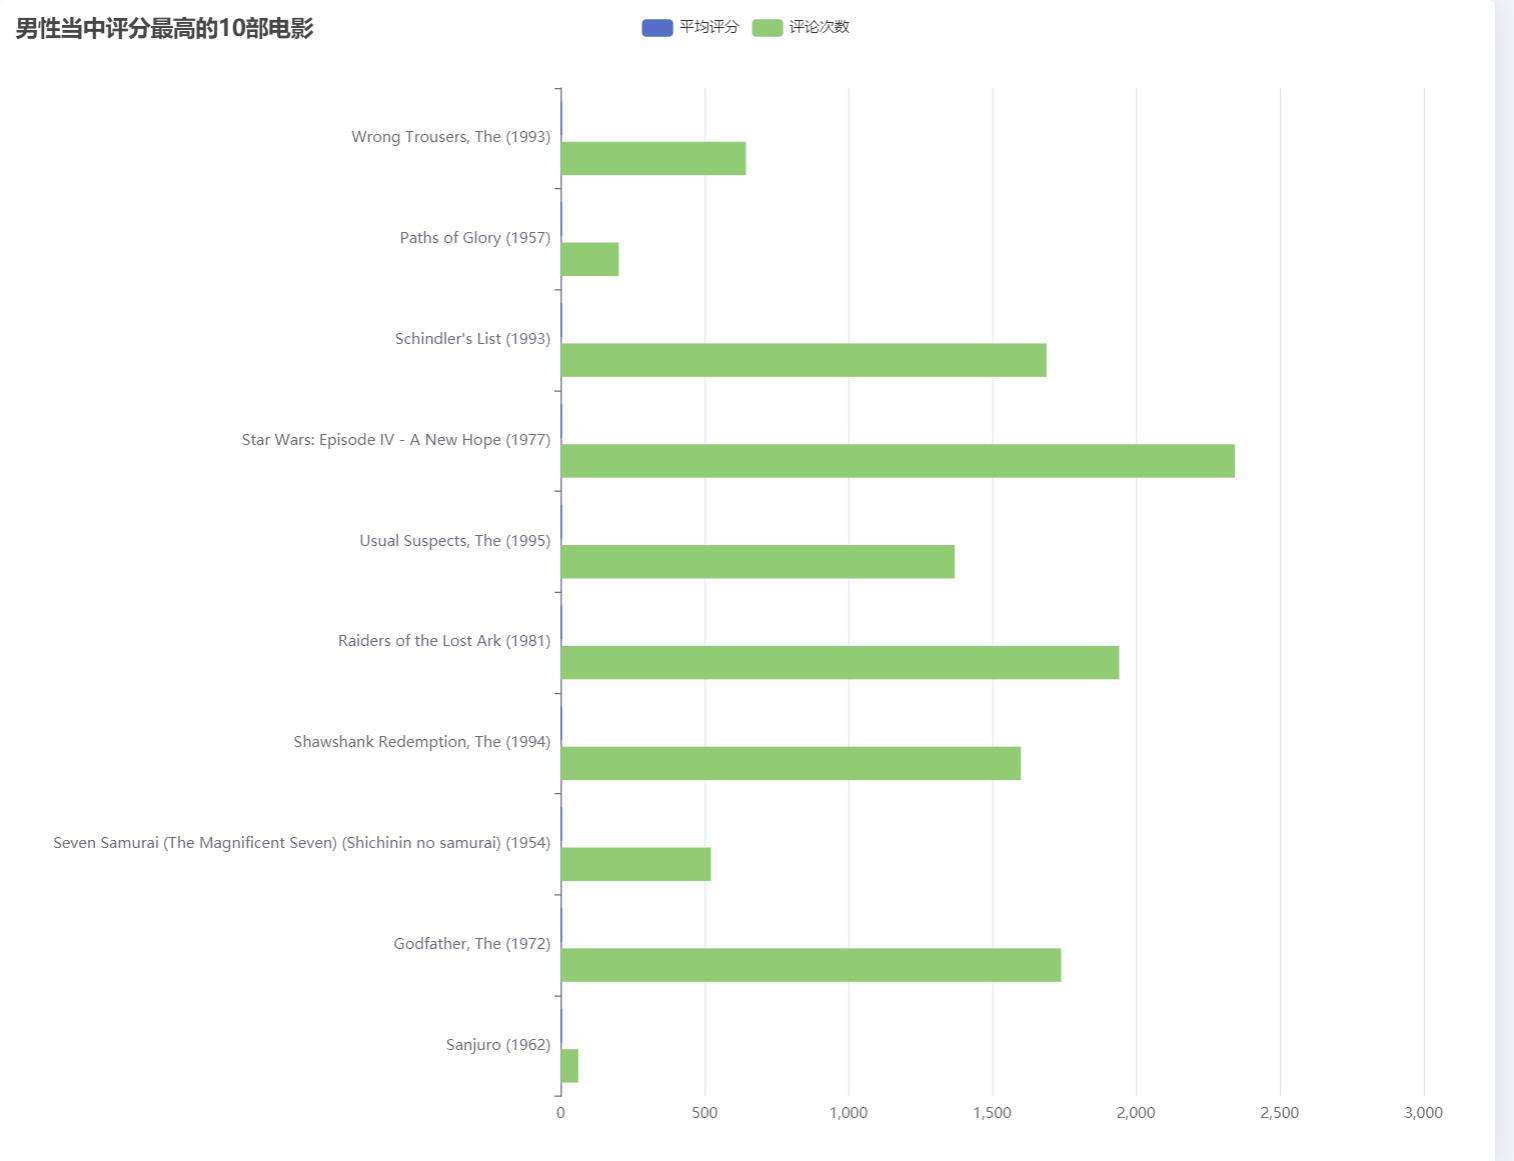 男性当中评分最高的10部电影
平均评分 评论次数
Wrong Trousers, The (1993)
Paths of Glory (1957)
Schindler's List (1993)
Star Wars: Episode IV - A New Hope (1977)
Usual Suspects, The (1995)
Raiders of the Lost Ark (1981)
Shawshank Redemption, The (1994)
Seven Samurai (The Magnificent Seven) (Shichinin no samurai) (1954)
Godfather, The (1972)
Sanjuro (1962)
0 500 1,000 1,500 2,000 2,500 3,000